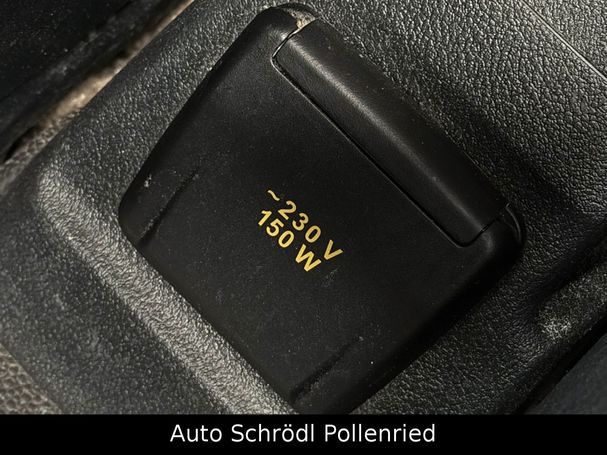 ~230 V
150 W
Auto Schrödl Pollenried